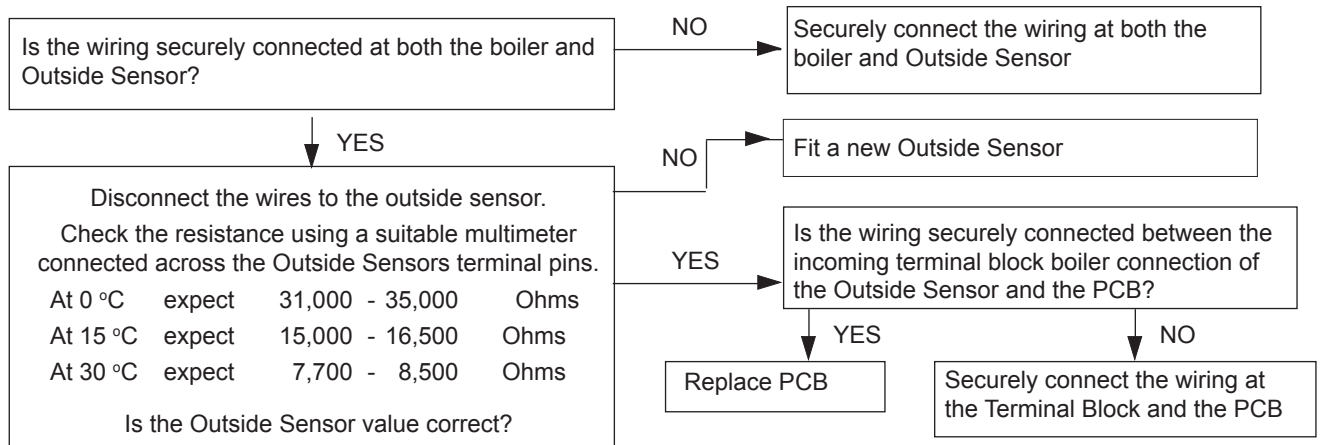 Is the wiring securely connected at both the boiler and
Outside Sensor?
NO
Securely connect the wiring at both the
boiler and Outside Sensor
YES
Disconnect the wires to the outside sensor.
Check the resistance using a suitable multimeter
connected across the Outside Sensors terminal pins.
At 0 °C expect 31,000 - 35,000 Ohms
At 15 °C expect 15,000 - 16,500 Ohms
At 30 °C expect 7,700 - 8,500 Ohms
Is the Outside Sensor value correct?
NO
Fit a new Outside Sensor
YES
Is the wiring securely connected between the
incoming terminal block boiler connection of
the Outside Sensor and the PCB?
YES
Replace PCB
NO
Securely connect the wiring at
the Terminal Block and the PCB